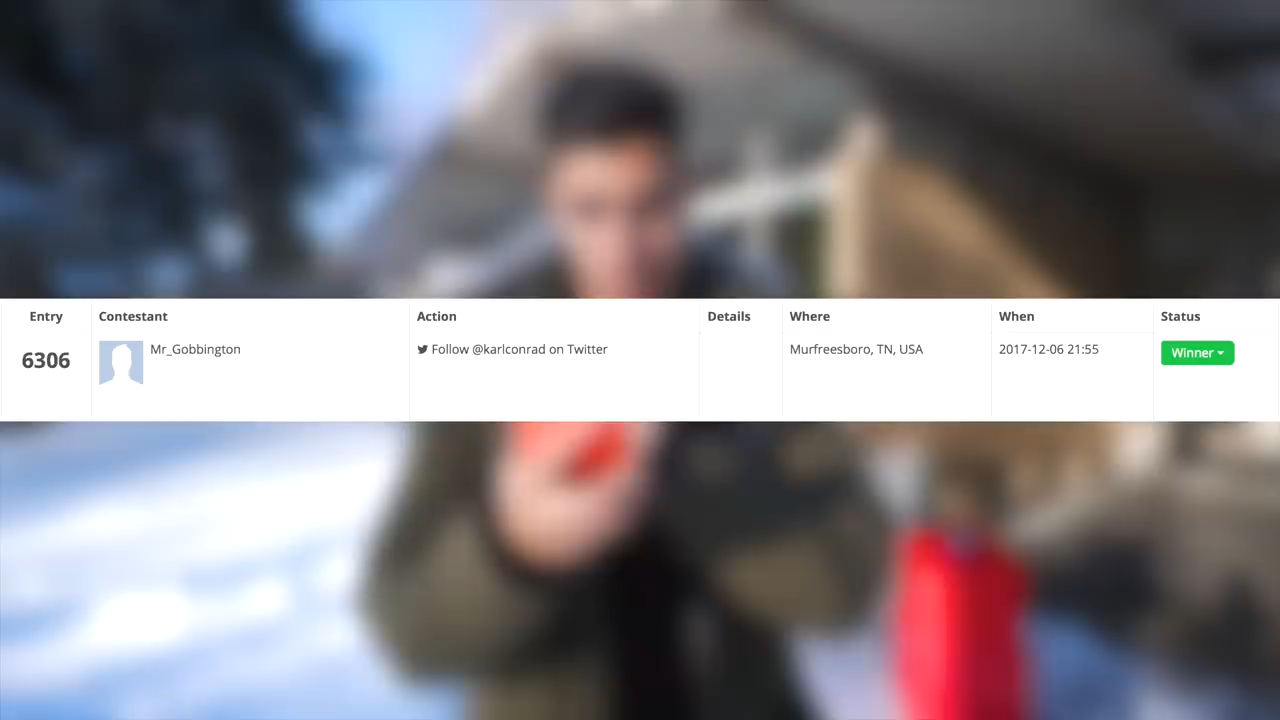 Entry Contestant Action Details Where When Status
6306 Mr_Gobbington Follow @karlconrad on Twitter Murfreesboro, TN, USA 2017-12-06 21:55 Winner